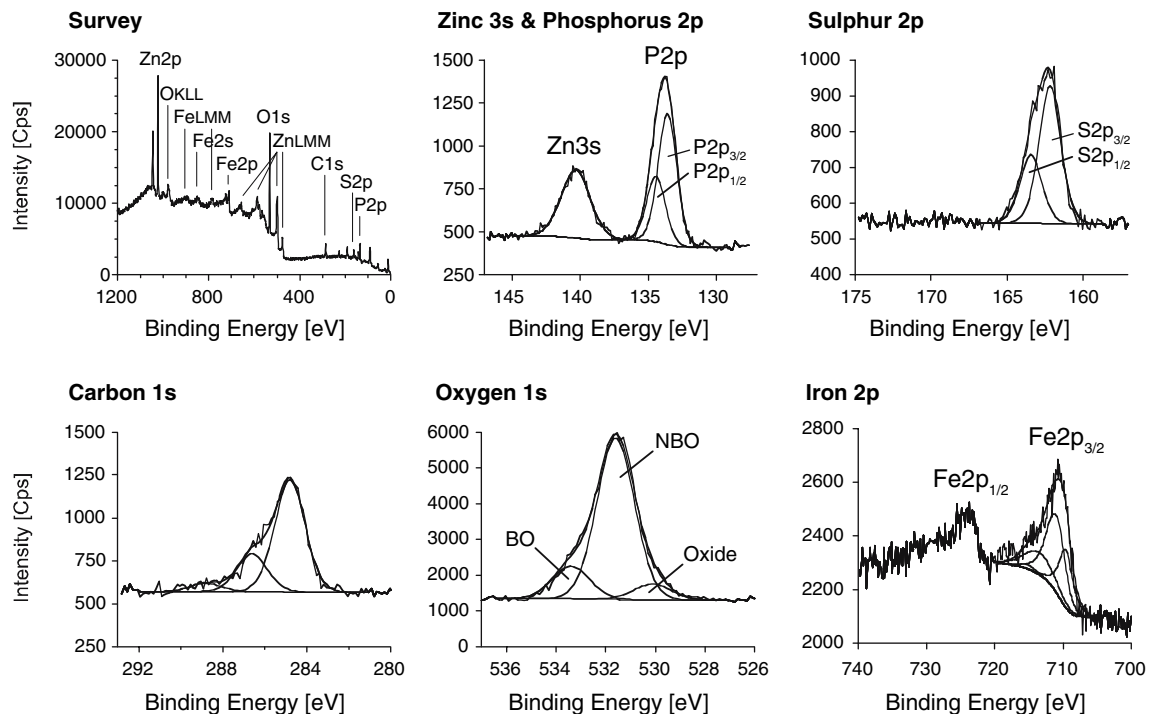 Survey
Intensity [Cps]
30000
20000
10000
0
Zn2p
OKLL
FeLMM
Fe2s
Fe2p
O1s
ZnLMM
C1s
S2p
P2p
1200 800 400 0
Binding Energy [eV]
Zinc 3s & Phosphorus 2p
1500
1250
1000
750
500
250
P2p
Zn3s
P2p3/2
P2p1/2
145 140 135 130
Binding Energy [eV]
Sulphur 2p
1000
900
800
700
600
500
400
S2p3/2
S2p1/2
175 170 165 160
Binding Energy [eV]
Carbon 1s
Intensity [Cps]
1500
1250
1000
750
500
250
292 288 284 280
Binding Energy [eV]
Oxygen 1s
6000
5000
4000
3000
2000
1000
0
NBO
BO
Oxide
536 534 532 530 528 526
Binding Energy [eV]
Iron 2p
2800
2600
2400
2200
2000
Fe2p3/2
Fe2p1/2
740 730 720 710 700
Binding Energy [eV]